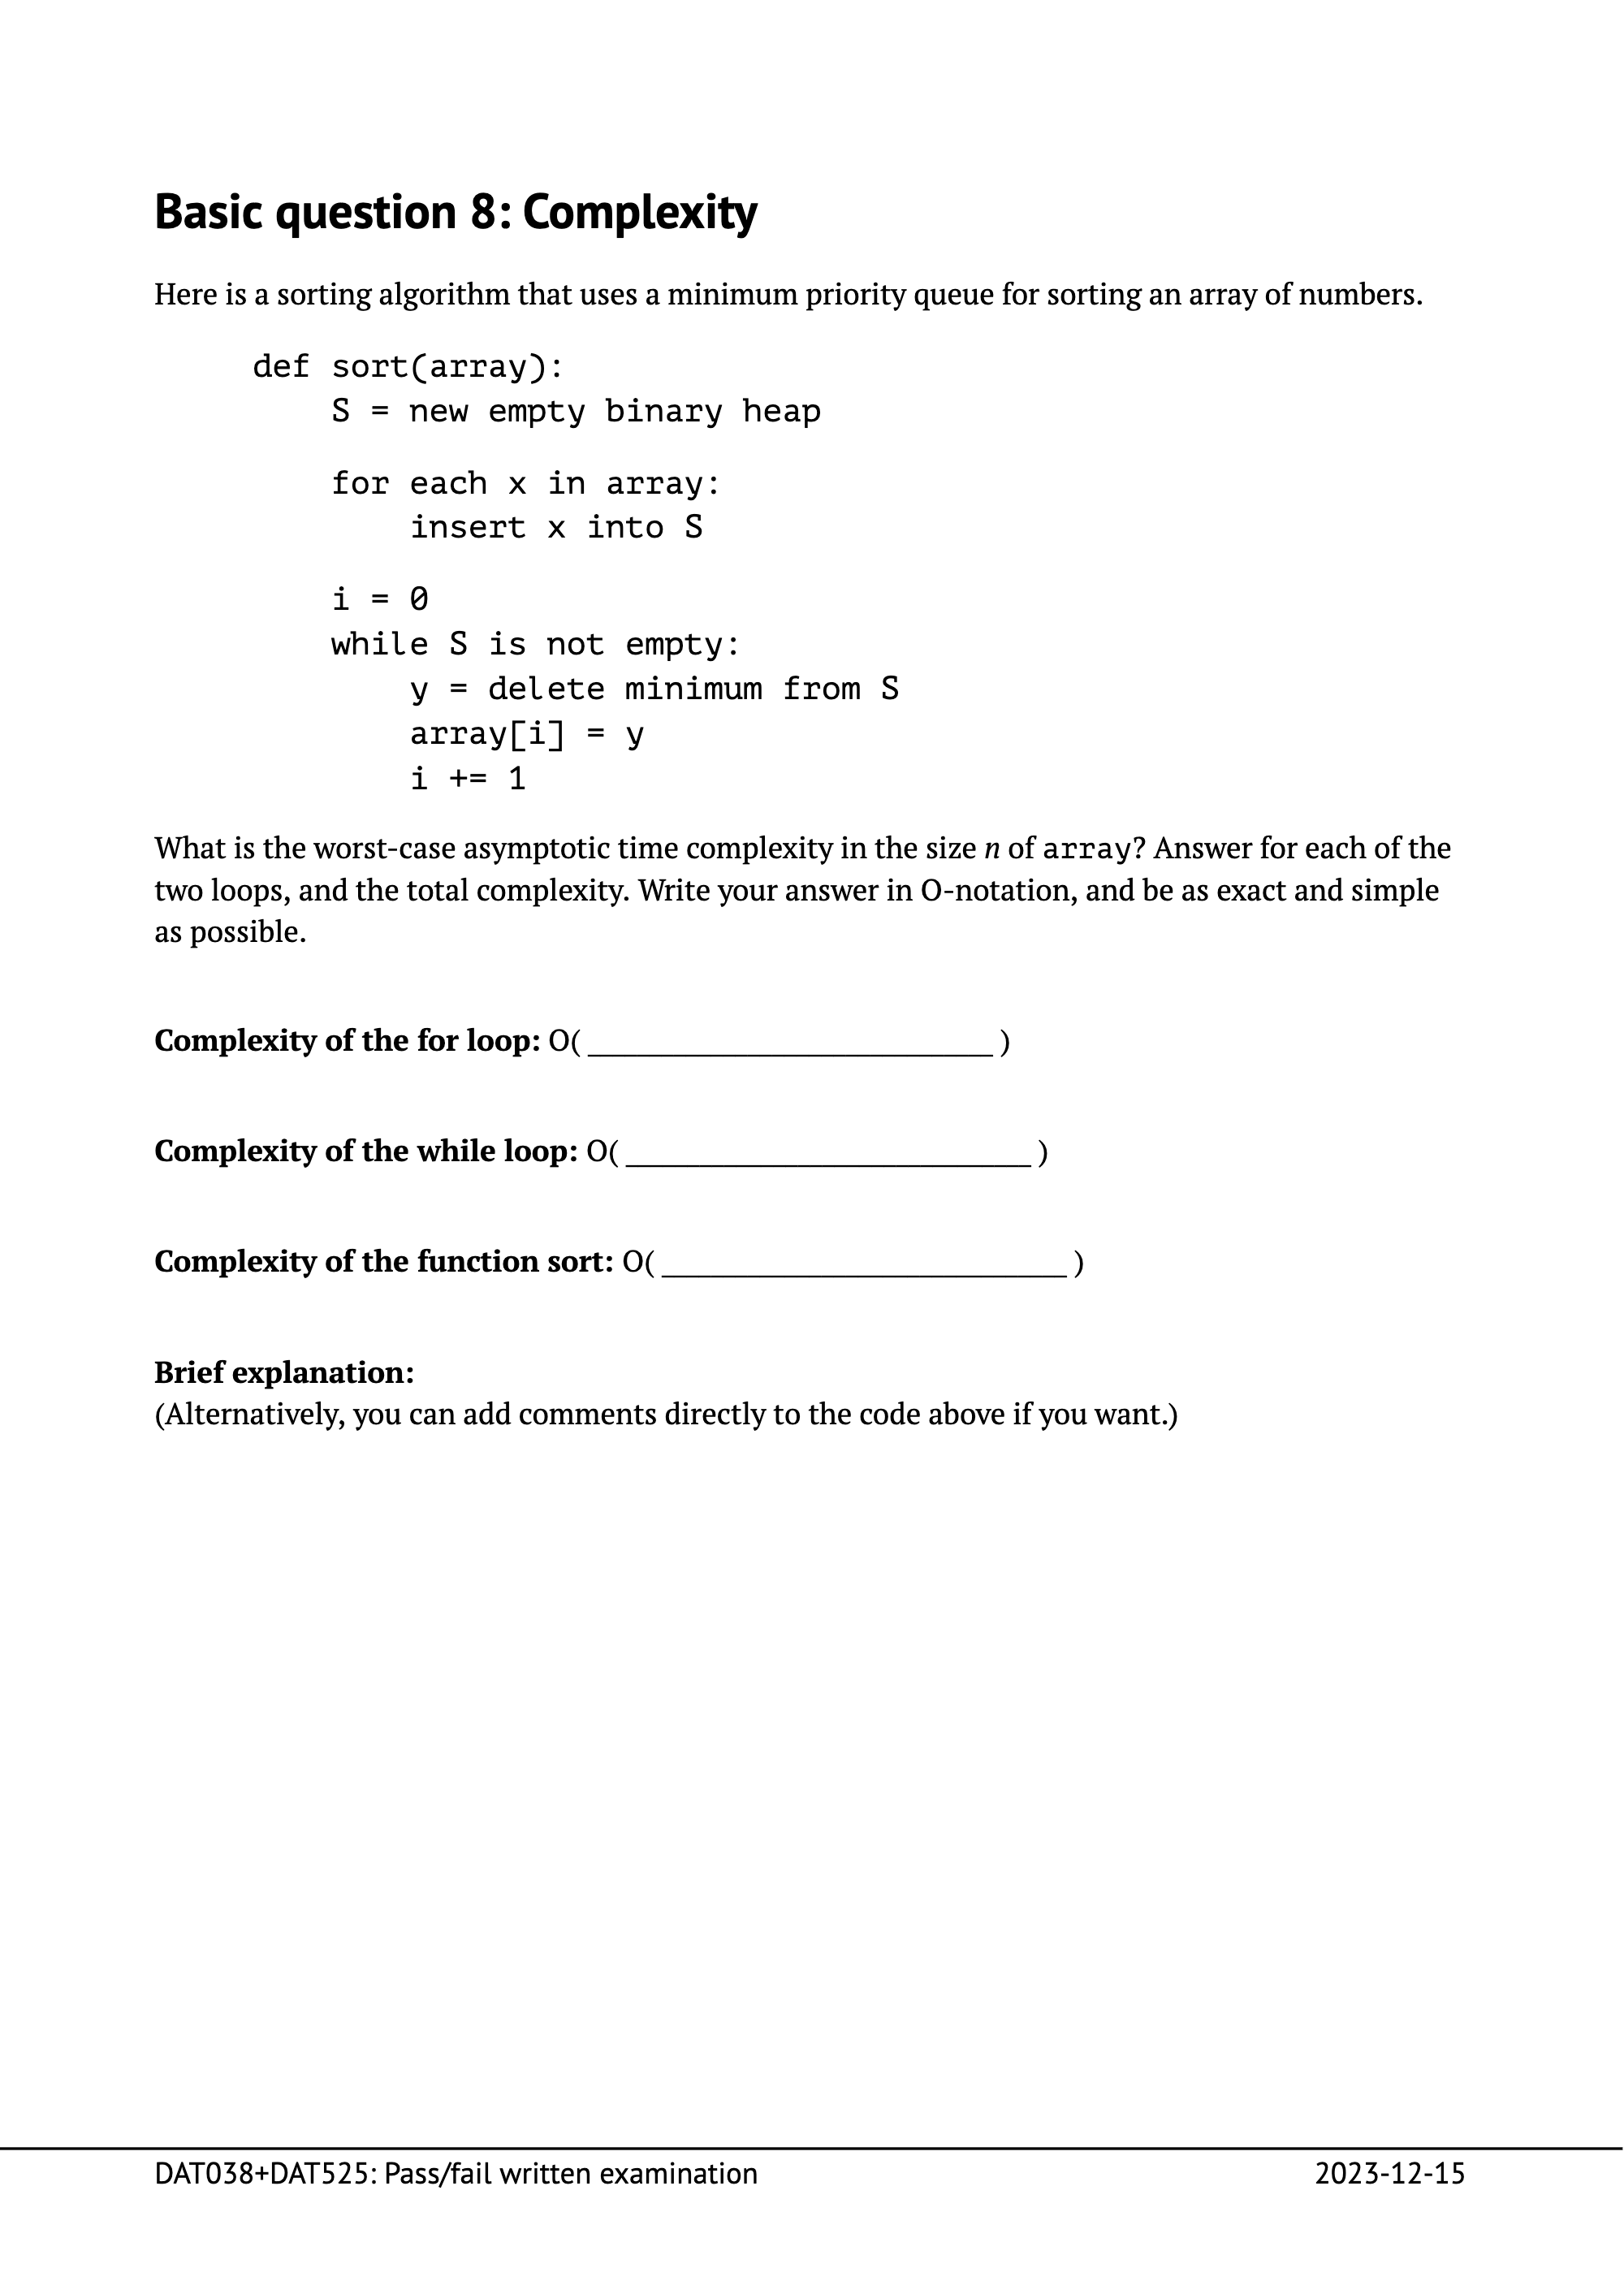 Basic question 8: Complexity
Here is a sorting algorithm that uses a minimum priority queue for sorting an array of numbers.
def sort(array):
    S = new empty binary heap
    for each x in array:
        insert x into S
    i = 0
    while S is not empty:
        y = delete minimum from S
        array[i] = y
        i += 1
What is the worst-case asymptotic time complexity in the size n of array? Answer for each of the
two loops, and the total complexity. Write your answer in O-notation, and be as exact and simple
as possible.
Complexity of the for loop: O( _________________________ )
Complexity of the while loop: O( _________________________ )
Complexity of the function sort: O( _________________________ )
Brief explanation:
(Alternatively, you can add comments directly to the code above if you want.)
DAT038+DAT525: Pass/fail written examination 2023-12-15